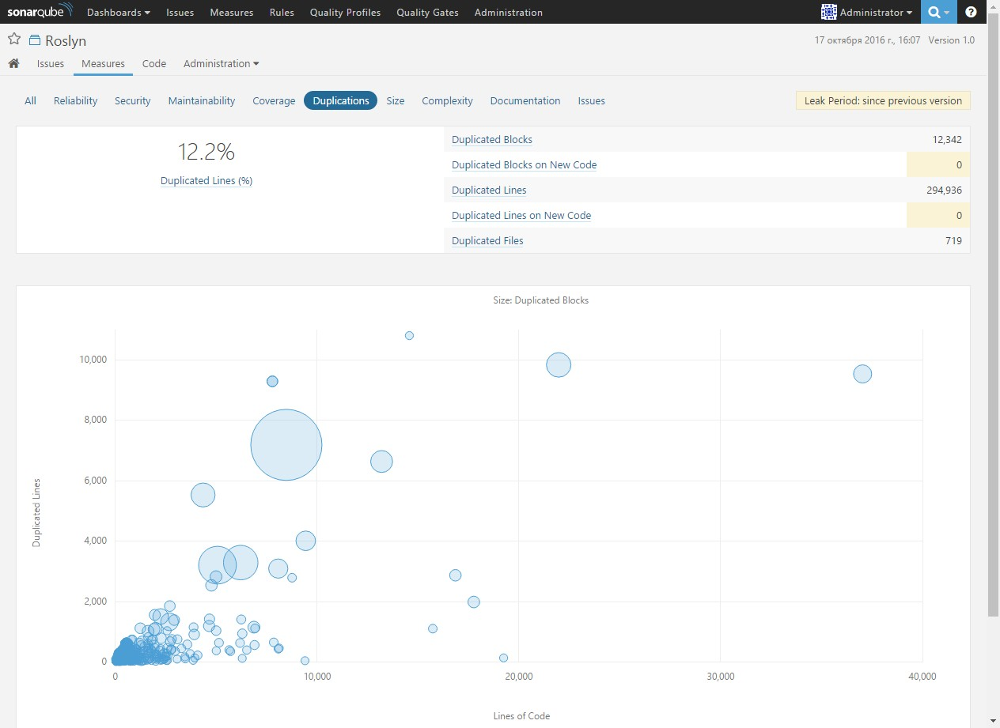 sonarqube Dashboards Issues Measures Rules Quality Profiles Quality Gates Administration Administrator ?
Roslyn 17 октября 2016 г., 16:07 Version 1.0
Issues Measures Code Administration
All Reliability Security Maintainability Coverage Duplications Size Complexity Documentation Issues Leak Period: since previous version
12.2%
Duplicated Lines (%)
Duplicated Blocks 12,342
Duplicated Blocks on New Code 0
Duplicated Lines 294,936
Duplicated Lines on New Code 0
Duplicated Files 719
Size: Duplicated Blocks
10,000
8,000
6,000
4,000
2,000
0
Duplicated Lines
0 10,000 20,000 30,000 40,000
Lines of Code